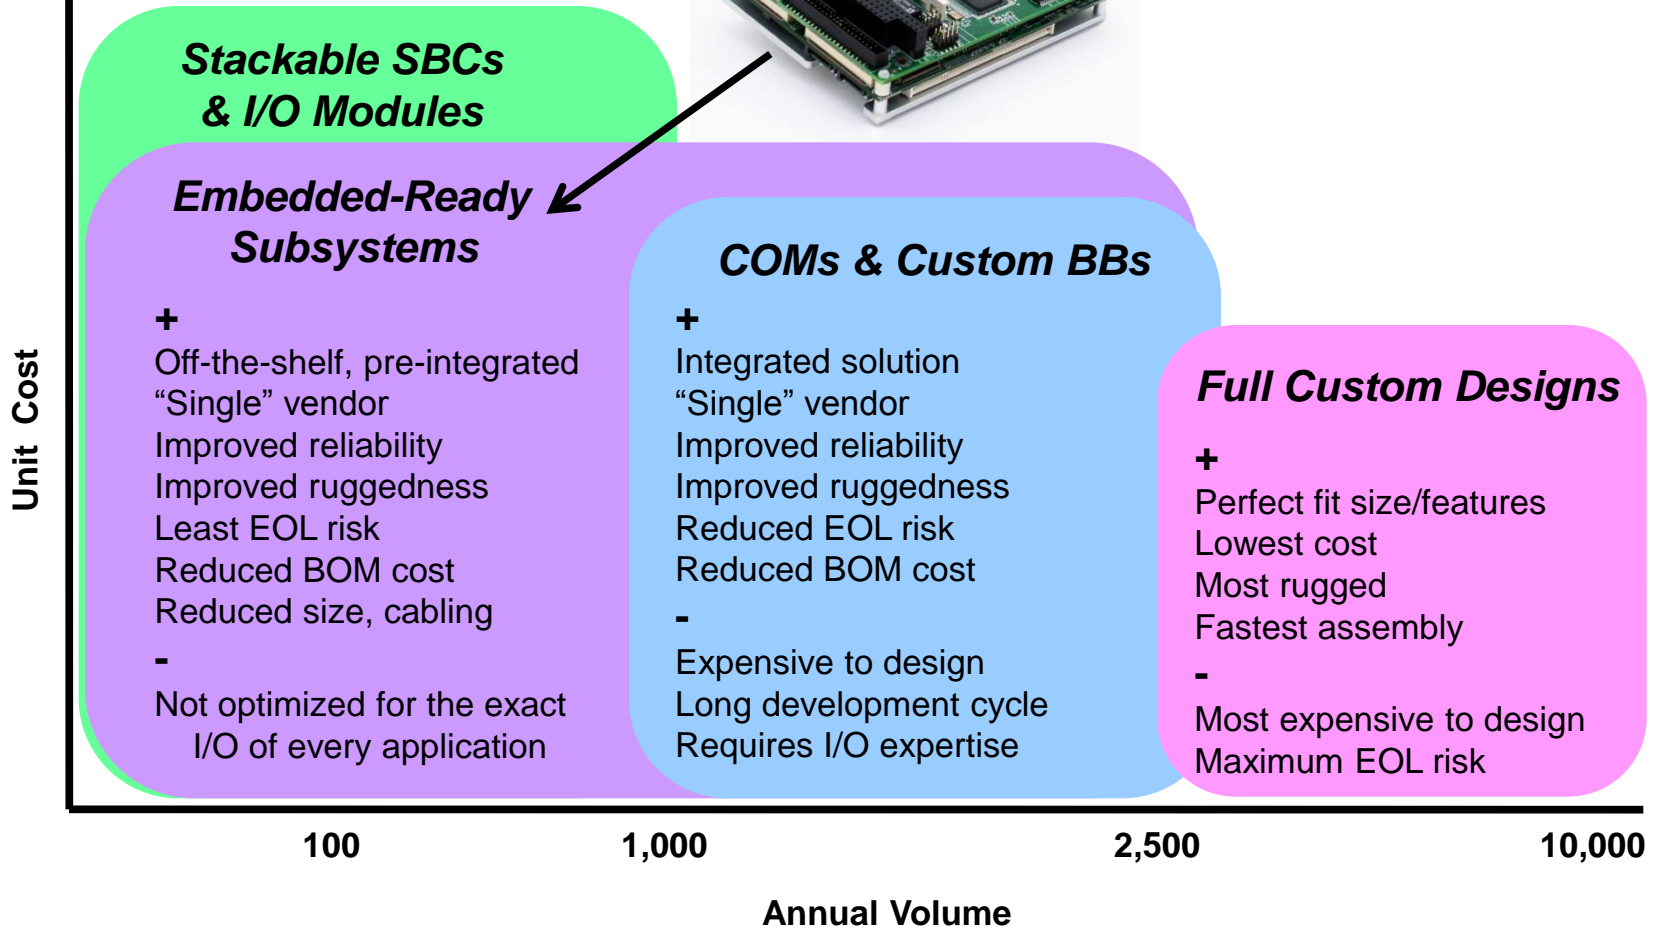 Stackable SBCs
& I/O Modules
Embedded-Ready
Subsystems
+
Off-the-shelf, pre-integrated
“Single” vendor
Improved reliability
Improved ruggedness
Least EOL risk
Reduced BOM cost
Reduced size, cabling
-
Not optimized for the exact
I/O of every application
COMs & Custom BBs
+
Integrated solution
“Single” vendor
Improved reliability
Improved ruggedness
Reduced EOL risk
Reduced BOM cost
-
Expensive to design
Long development cycle
Requires I/O expertise
Full Custom Designs
+
Perfect fit size/features
Lowest cost
Most rugged
Fastest assembly
-
Most expensive to design
Maximum EOL risk
Unit Cost
100
1,000
2,500
10,000
Annual Volume